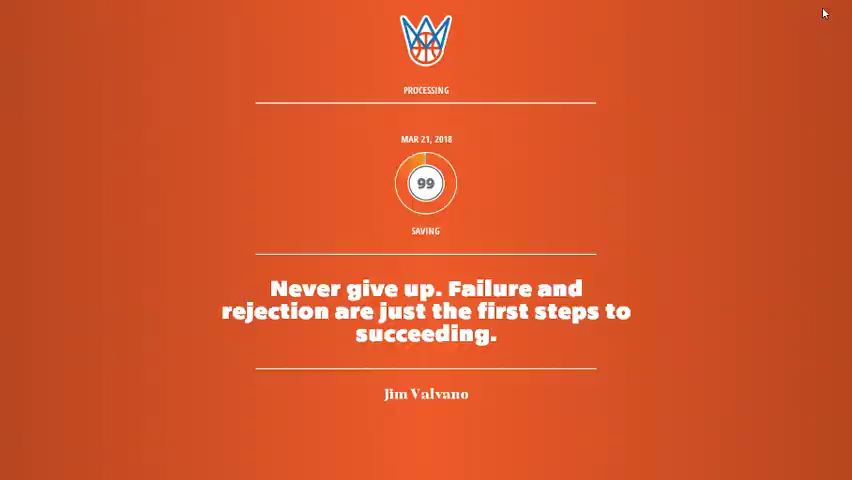 PROCESSING
MAR 21, 2018
99
SAVING
Never give up. Failure and
rejection are just the first steps to
succeeding.
Jim Valvano